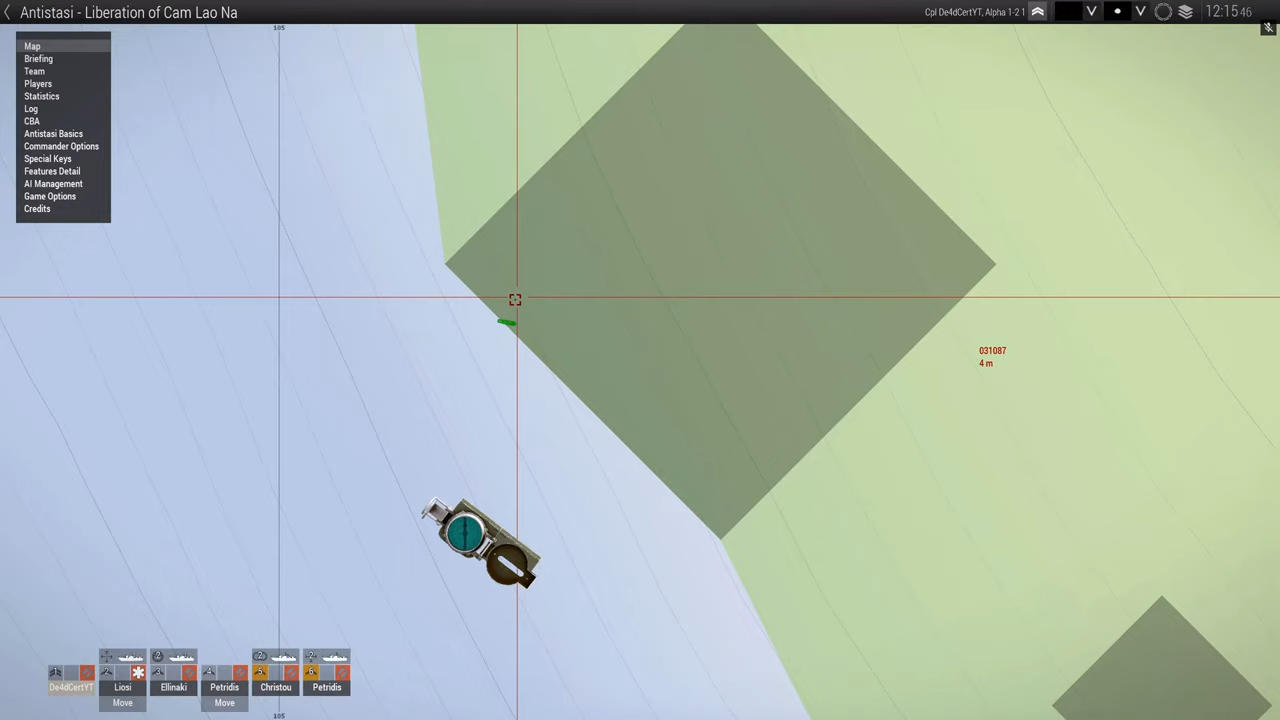 Antistasi - Liberation of Cam Lao Na
Cpl De4dCertYT, Alpha 1-2 1
12:15 46
105
Map
Briefing
Team
Players
Statistics
Log
CBA
Antistasi Basics
Commander Options
Special Keys
Features Detail
AI Management
Game Options
Credits
031087
4 m
De4dCertYT
Liosi
Ellinaki
Petridis
Christou
Petridis
Move
Move
105